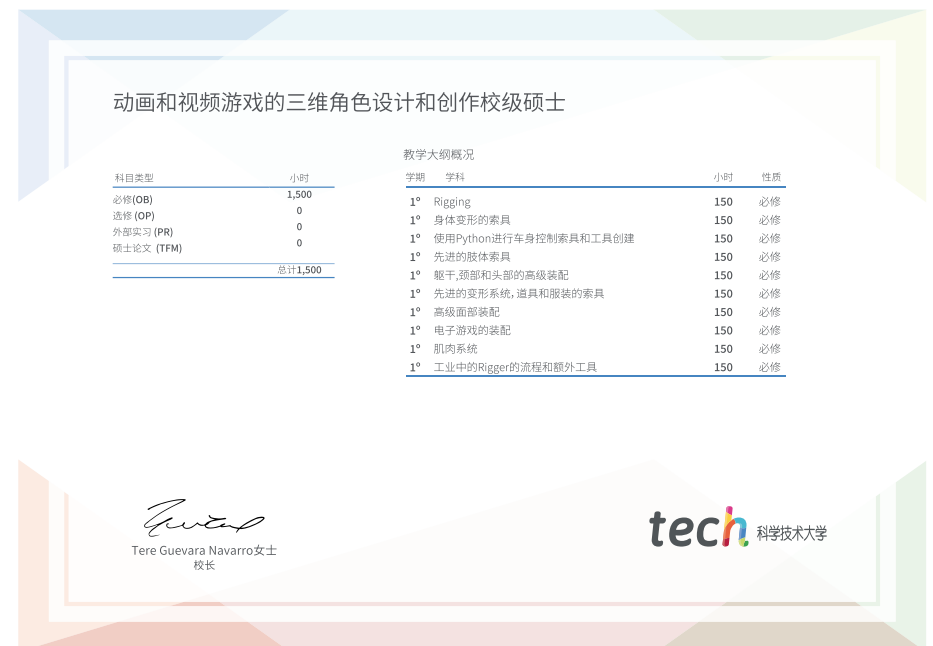 动画和视频游戏的三维角色设计和创作校级硕士
科目类型 小时
必修(OB) 1,500
选修 (OP) 0
外部实习 (PR) 0
硕士论文 (TFM) 0
总计1,500
教学大纲概况
学期 学科 小时 性质
1º Rigging 150 必修
1º 身体变形的索具 150 必修
1º 使用Python进行车身控制索具和工具创建 150 必修
1º 先进的肢体索具 150 必修
1º 躯干,颈部和头部的高级装配 150 必修
1º 先进的变形系统,道具和服装的索具 150 必修
1º 高级面部装配 150 必修
1º 电子游戏的装配 150 必修
1º 肌肉系统 150 必修
1º 工业中的Rigger的流程和额外工具 150 必修
Tere Guevara Navarro女士
校长
tech 科学技术大学